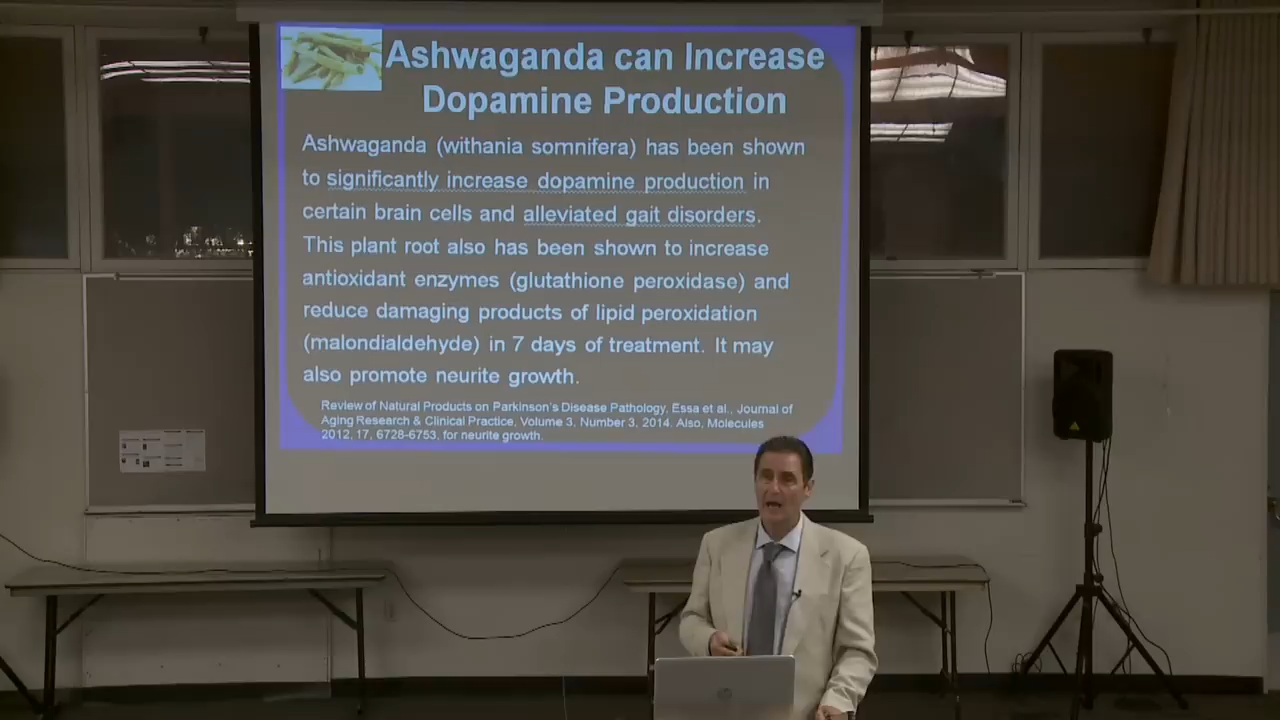 Ashwaganda can Increase
Dopamine Production
Ashwaganda (withania somnifera) has been shown
to significantly increase dopamine production in
certain brain cells and alleviated gait disorders.
This plant root also has been shown to increase
antioxidant enzymes (glutathione peroxidase) and
reduce damaging products of lipid peroxidation
(malondialdehyde) in 7 days of treatment. It may
also promote neurite growth.
Review of Natural Products on Parkinson's Disease Pathology, Essa et al., Journal of
Aging Research & Clinical Practice, Volume 3, Number 3, 2014. Also, Molecules
2012, 17, 6728-6753, for neurite growth.